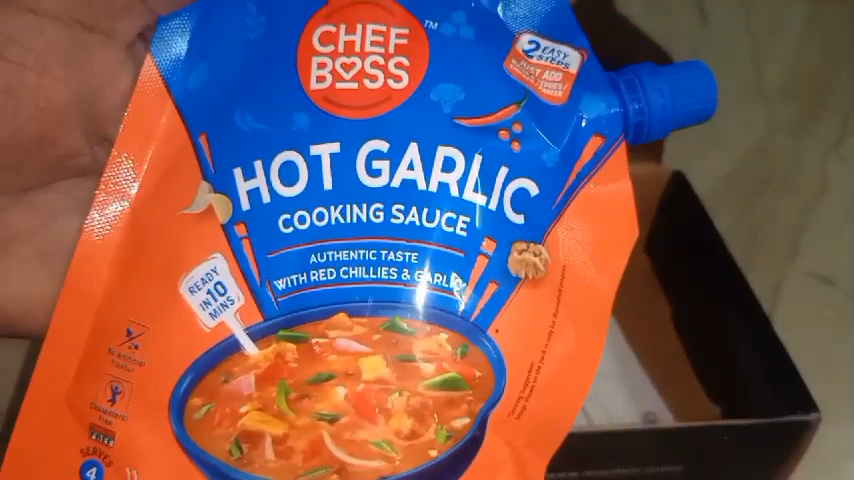 CHEF
BOSS
TM
2 EASY
STEPS
JUST ADD
HOT GARLIC
COOKING SAUCE
AUTHENTIC TASTE
WITH RED CHILLIES & GARLIC
READY
IN 10
MINS
No Artificial
Flavour
Cholesterol
Free
SERVES
4